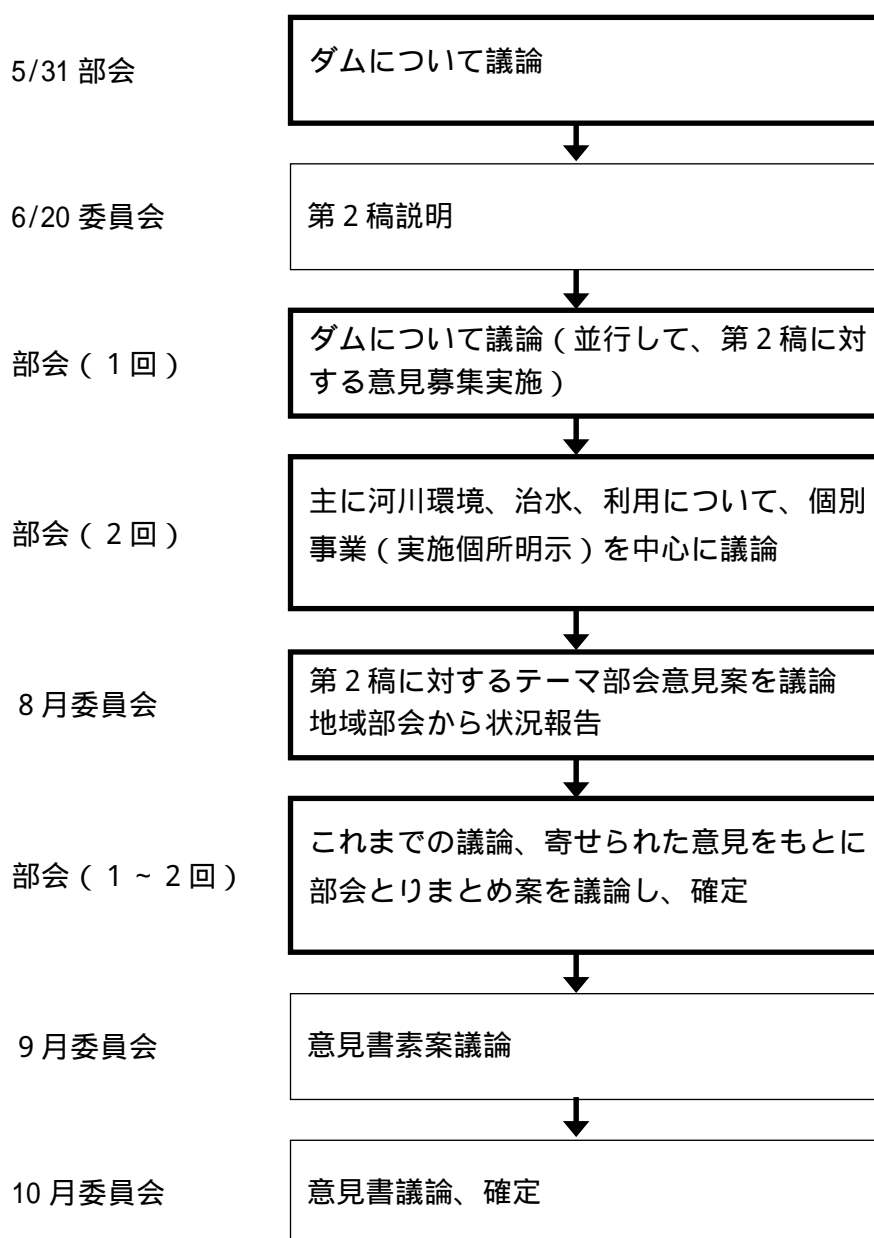 5/31 部会
ダムについて議論
6/20 委員会
第２稿説明
部会（１回）
ダムについて議論（並行して、第２稿に対
する意見募集実施）
部会（２回）
主に河川環境、治水、利用について、個別
事業（実施個所明示）を中心に議論
８月委員会
第２稿に対するテーマ部会意見案を議論
地域部会から状況報告
部会（１~２回）
これまでの議論、寄せられた意見をもとに
部会とりまとめ案を議論し、確定
９月委員会
意見書素案議論
10 月委員会
意見書議論、確定